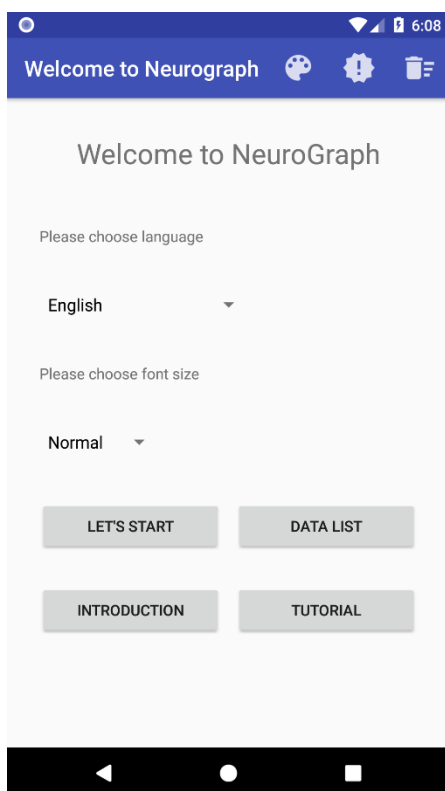 6:08
Welcome to Neurograph
Welcome to NeuroGraph
Please choose language
English
Please choose font size
Normal
LET'S START
DATA LIST
INTRODUCTION
TUTORIAL